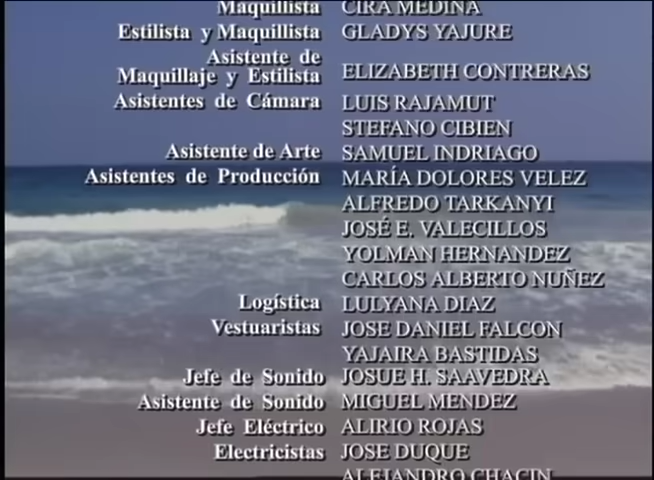 Maquillista CIRA MEDINA
Estilista y Maquillista GLADYS YAJURE
Asistente de
Maquillaje y Estilista ELIZABETH CONTRERAS
Asistentes de Cámara LUIS RAJAMUT
STEFANO CIBIEN
Asistente de Arte SAMUEL INDRIAGO
Asistentes de Producción MARÍA DOLORES VELEZ
ALFREDO TARKANYI
JOSÉ E. VALECILLOS
YOLMAN HERNANDEZ
CARLOS ALBERTO NUÑEZ
Logística LULYANA DIAZ
Vestuaristas JOSE DANIEL FALCON
YAJAIRA BASTIDAS
Jefe de Sonido JOSUE H. SAAVEDRA
Asistente de Sonido MIGUEL MENDEZ
Jefe Eléctrico ALIRIO ROJAS
Electricistas JOSE DUQUE
ALEJANDRO CHACIN